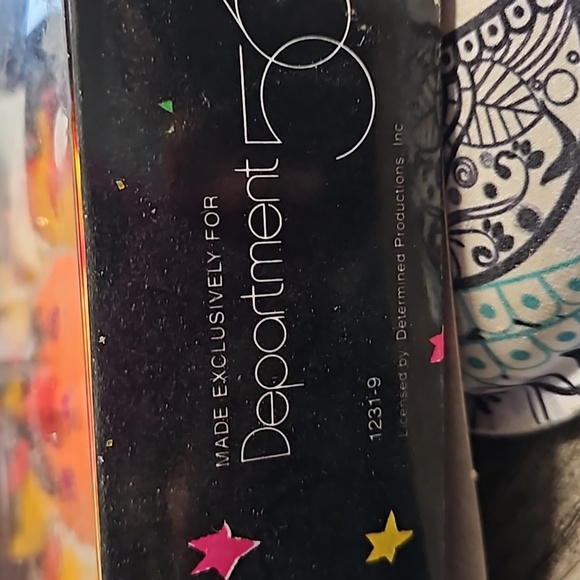 MADE EXCLUSIVELY FOR
Department 56
1231-9
Licensed by Determined Productions Inc